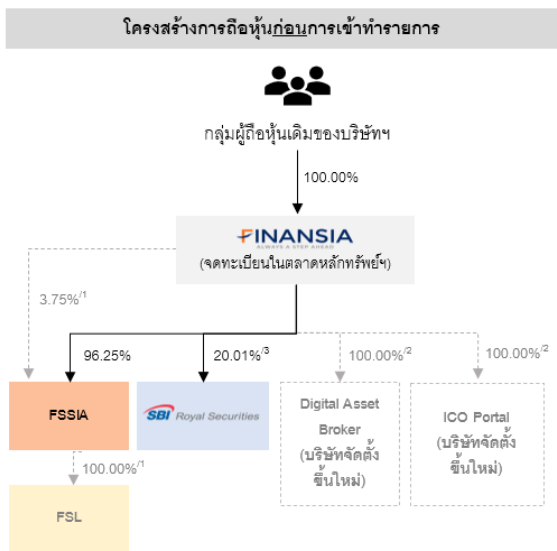 โครงสร้างการถือหุ้นก่อนการเข้าทำรายการ
กลุ่มผู้ถือหุ้นเดิมของบริษัทฯ
100.00%
FINANSIA
ALWAYS A STEP AHEAD
(จดทะเบียนในตลาดหลักทรัพย์ฯ)
3.75%/1
96.25%
20.01%/3
100.00%/2
100.00%/2
FSSIA
SBI Royal Securities
Digital Asset
Broker
(บริษัทจัดตั้ง
ขึ้นใหม่)
ICO Portal
(บริษัทจัดตั้ง
ขึ้นใหม่)
100.00%/1
FSL